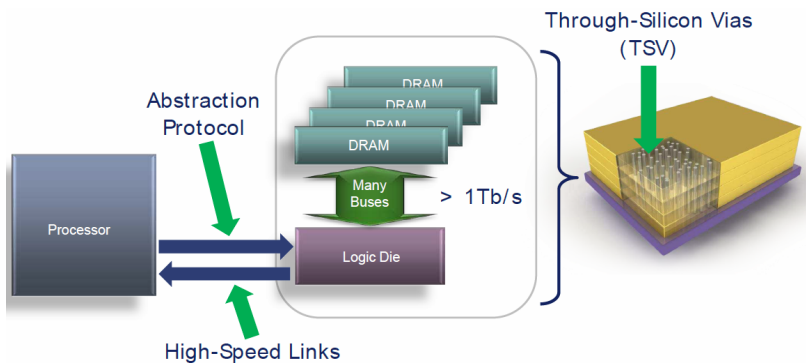 Through-Silicon Vias
(TSV)
Abstraction
Protocol
DRAM
DRAM
DRAM
DRAM
Many
Buses
> 1Tb/s
Processor
Logic Die
High-Speed Links